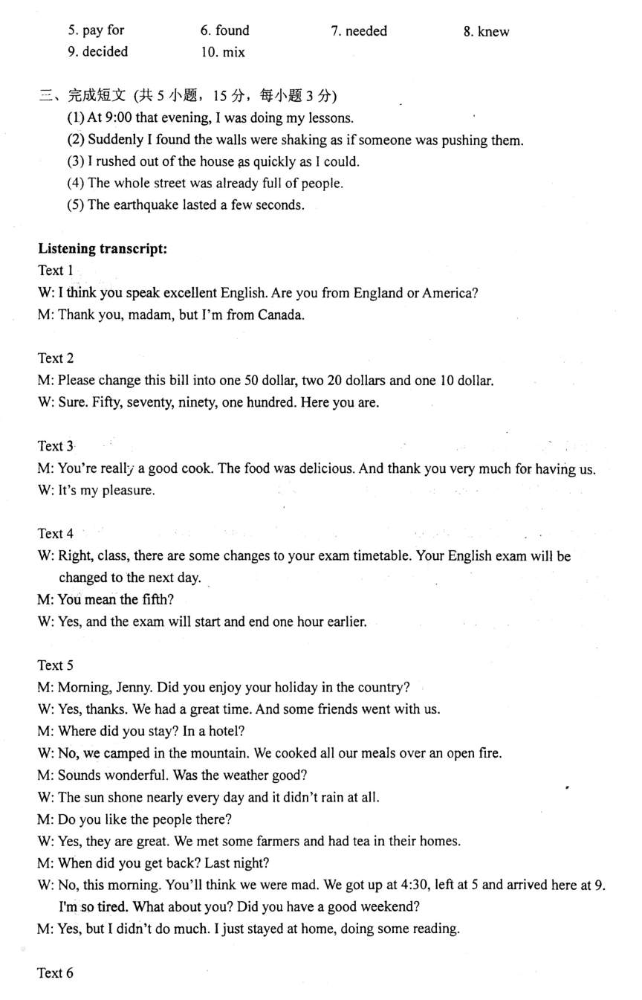 5. pay for 6. found 7. needed 8. knew
9. decided 10. mix
三、完成短文 (共 5 小题，15 分，每小题 3 分)
(1) At 9:00 that evening, I was doing my lessons.
(2) Suddenly I found the walls were shaking as if someone was pushing them.
(3) I rushed out of the house as quickly as I could.
(4) The whole street was already full of people.
(5) The earthquake lasted a few seconds.
Listening transcript:
Text 1
W: I think you speak excellent English. Are you from England or America?
M: Thank you, madam, but I'm from Canada.
Text 2
M: Please change this bill into one 50 dollar, two 20 dollars and one 10 dollar.
W: Sure. Fifty, seventy, ninety, one hundred. Here you are.
Text 3
M: You're really a good cook. The food was delicious. And thank you very much for having us.
W: It's my pleasure.
Text 4
W: Right, class, there are some changes to your exam timetable. Your English exam will be
changed to the next day.
M: You mean the fifth?
W: Yes, and the exam will start and end one hour earlier.
Text 5
M: Morning, Jenny. Did you enjoy your holiday in the country?
W: Yes, thanks. We had a great time. And some friends went with us.
M: Where did you stay? In a hotel?
W: No, we camped in the mountain. We cooked all our meals over an open fire.
M: Sounds wonderful. Was the weather good?
W: The sun shone nearly every day and it didn't rain at all.
M: Do you like the people there?
W: Yes, they are great. We met some farmers and had tea in their homes.
M: When did you get back? Last night?
W: No, this morning. You'll think we were mad. We got up at 4:30, left at 5 and arrived here at 9.
I'm so tired. What about you? Did you have a good weekend?
M: Yes, but I didn't do much. I just stayed at home, doing some reading.
Text 6